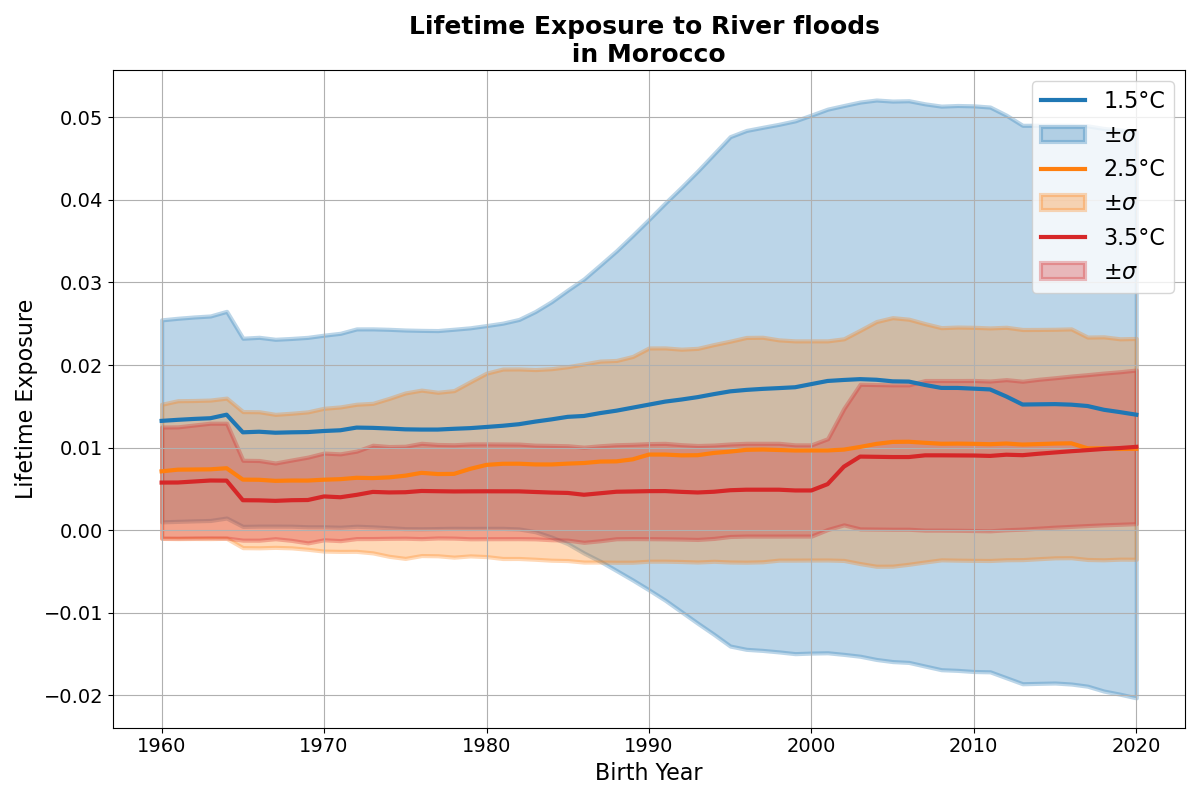 Lifetime Exposure to River floods
in Morocco
1.5°C
±σ
2.5°C
±σ
3.5°C
±σ
Lifetime Exposure
0.05
0.04
0.03
0.02
0.01
0.00
−0.01
−0.02
1960 1970 1980 1990 2000 2010 2020
Birth Year